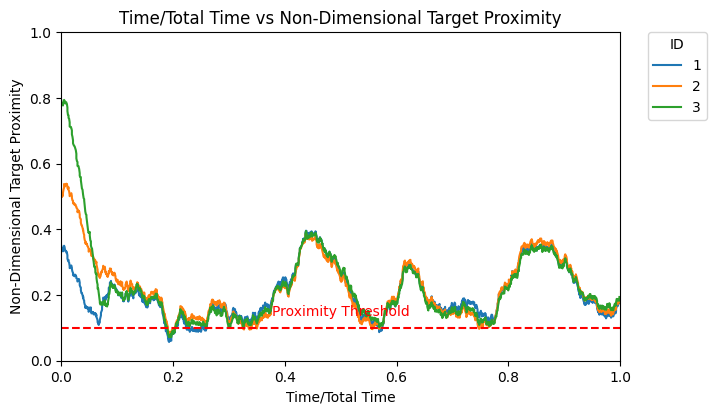 Time/Total Time vs Non-Dimensional Target Proximity
1.0
0.8
0.6
0.4
0.2
0.0
Non-Dimensional Target Proximity
Proximity Threshold
0.0 0.2 0.4 0.6 0.8 1.0
Time/Total Time
ID
1
2
3